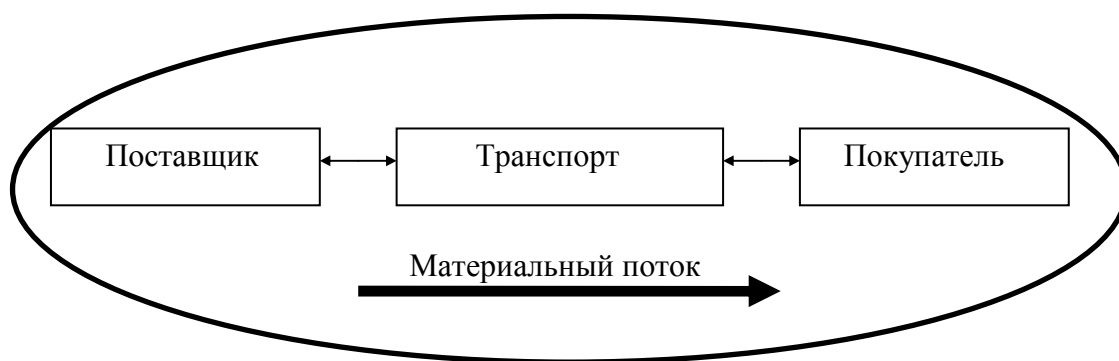 Поставщик
Транспорт
Покупатель
Материальный поток